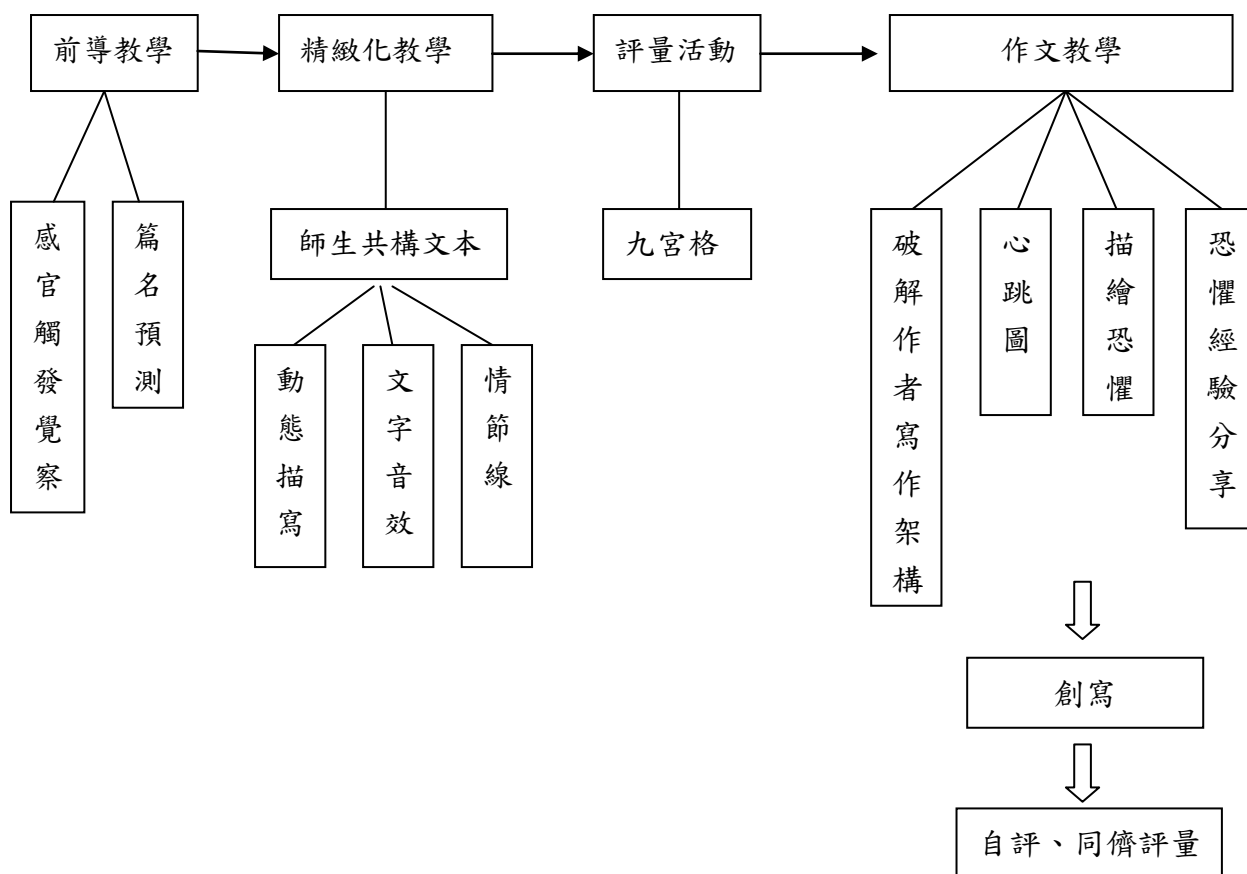 前導教學
精緻化教學
評量活動
作文教學
感官觸發覺察
篇名預測
師生共構文本
九宮格
破解作者寫作架構
心跳圖
描繪恐懼
恐懼經驗分享
動態描寫
文字音效
情節線
創寫
自評、同儕評量